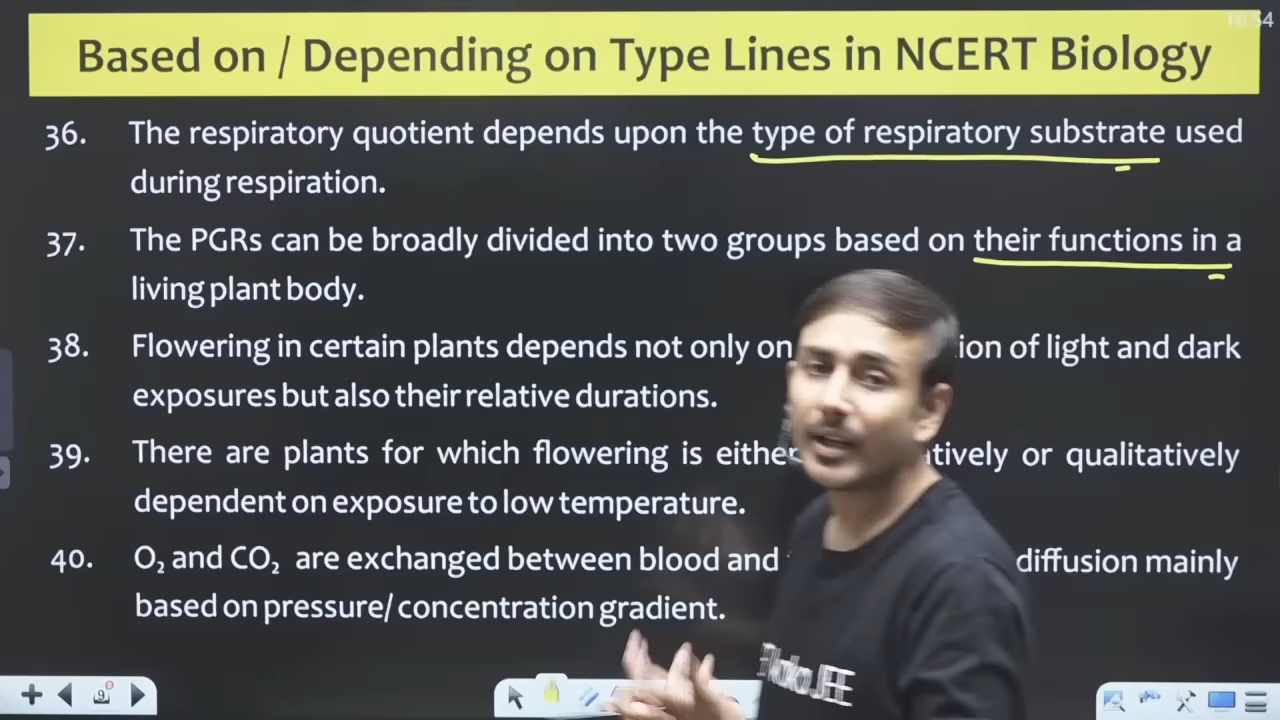 Based on / Depending on Type Lines in NCERT Biology
36. The respiratory quotient depends upon the type of respiratory substrate used
during respiration.
37. The PGRs can be broadly divided into two groups based on their functions in a
living plant body.
38. Flowering in certain plants depends not only on ion of light and dark
exposures but also their relative durations.
39. There are plants for which flowering is either atively or qualitatively
dependent on exposure to low temperature.
40. O₂ and CO₂ are exchanged between blood and diffusion mainly
based on pressure/ concentration gradient.
9